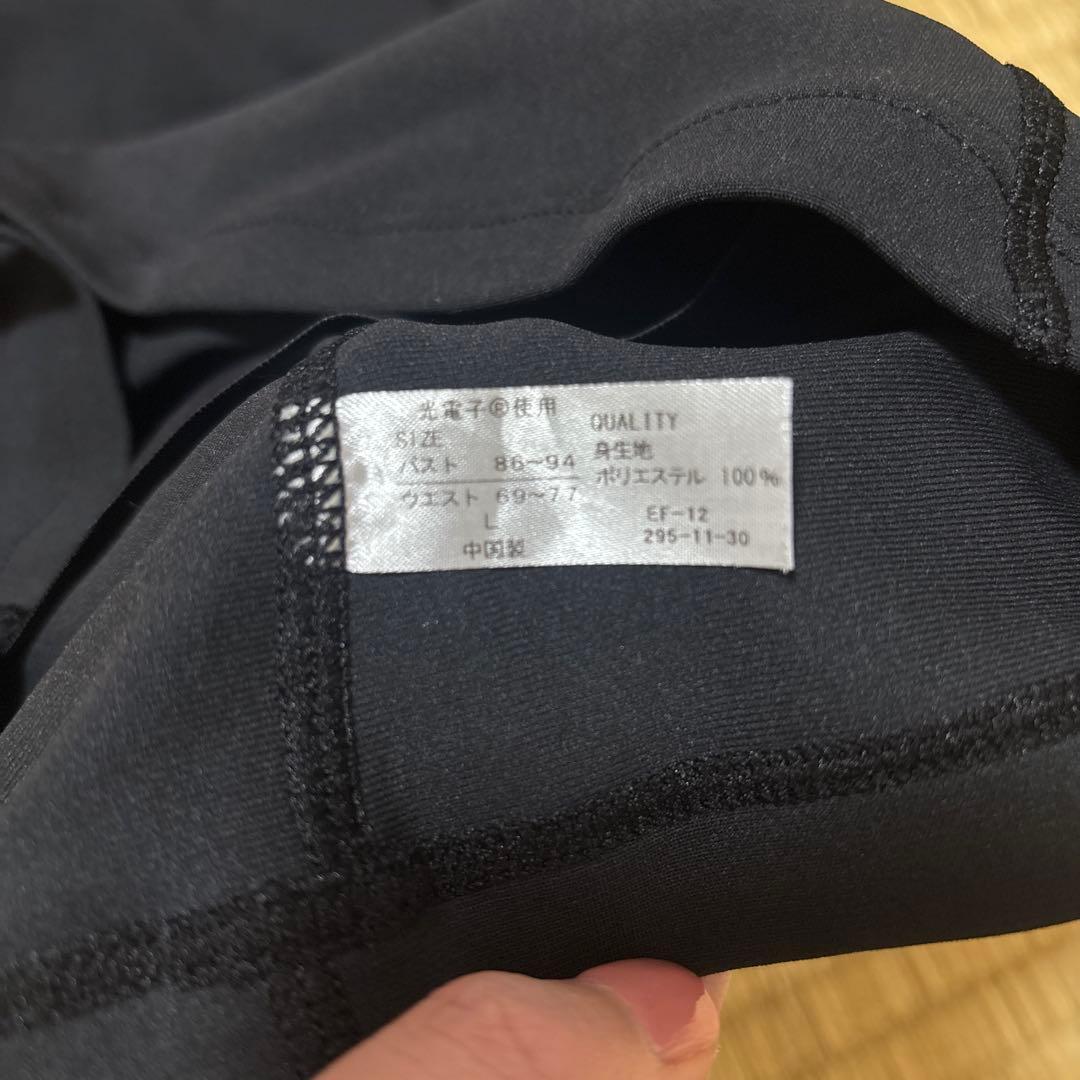 光電子®使用
SIZE
バスト 86～94
ウエスト 69～77
L
中国製
QUALITY
身生地
ポリエステル 100%
EF-12
295-11-30